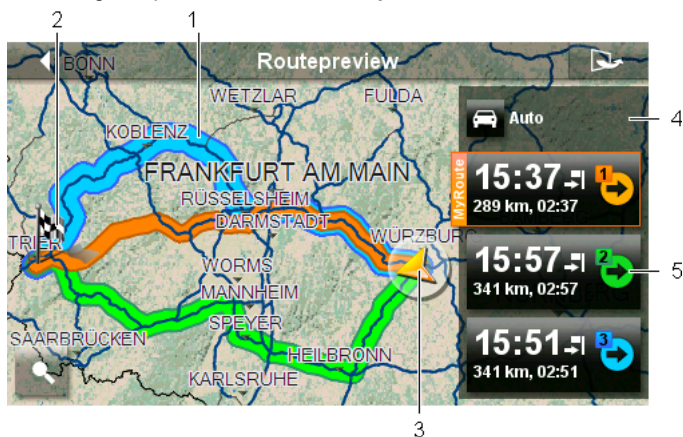 2 1
Routepreview
BONN
WETZLAR FULDA
Auto
4
KOBLENZ
FRANKFURT AM MAIN
RÜSSELSHEIM
DARMSTADT
MyRoute
15:37
1
289 km, 02:37
WÜRZBURG
TRIER
WORMS
MANNHEIM
15:57
2
5
341 km, 02:57
SPEYER
SAARBRÜCKEN
HEILBRONN
KARLSRUHE
15:51
3
341 km, 02:51
3